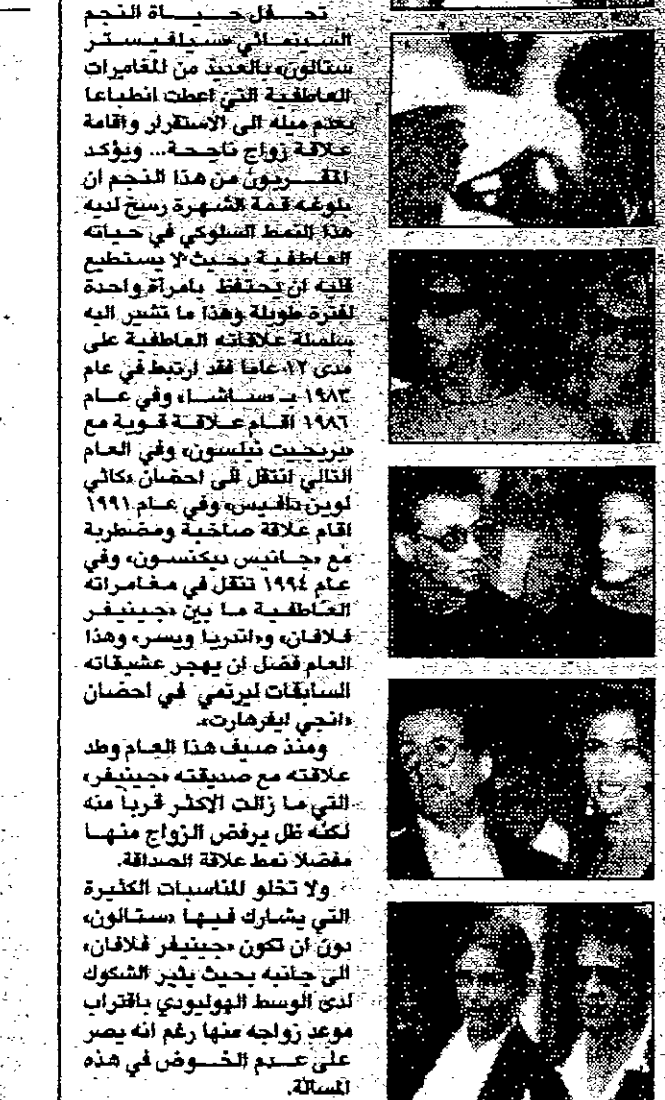 تحفل حياة النجم
السينمائي «سيلفيستر
ستالون» بالعديد من المغامرات
العاطفية التي اعطت انطباعا
بعدم ميله الى الاستقرار واقامة
علاقة زواج ناجحة... ويؤكد
المقربون من هذا النجم ان
بلوغه قمة الشهرة رسخ لديه
هذا النمط السلوكي في حياته
العاطفية بحيث لا يستطيع
قلبه ان يحتفظ بامرأة واحدة
لفترة طويلة وهذا ما تشير اليه
سلسلة علاقاته العاطفية على
مدى ١٢ عاما فقد ارتبط في عام
١٩٨٣ بـ «ساشا» وفي عام
١٩٨٦ اقام علاقة قوية مع
«بريجيت نيلسون» وفي العام
التالي انتقل الى احضان «كاثي
لوين دافيس» وفي عام ١٩٩١
اقام علاقة صاخبة ومضطربة
مع «جانيس ديكنسون» وفي
عام ١٩٩٤ تنقل في مغامراته
العاطفية ما بين «جينيفر
فلافان» و«اندريا ويسر» وهذا
العام فضل ان يهجر عشيقاته
السابقات ليرتمي في احضان
«انجي ايفرهارت».
ومنذ صيف هذا العام وطد
علاقته مع صديقته «جينيفر»
التي ما زالت الاكثر قربا منه
لكنه ظل يرفض الزواج منها
مفضلا نمط علاقة الصداقة.
ولا تخلو المناسبات الكثيرة
التي يشارك فيها «ستالون»
دون ان تكون «جينيفر فلافان»
الى جانبه بحيث يثير الشكوك
لدى الوسط الهوليودي باقتراب
موعد زواجه منها رغم انه يصر
على عدم الخوض في هذه
المسالة.